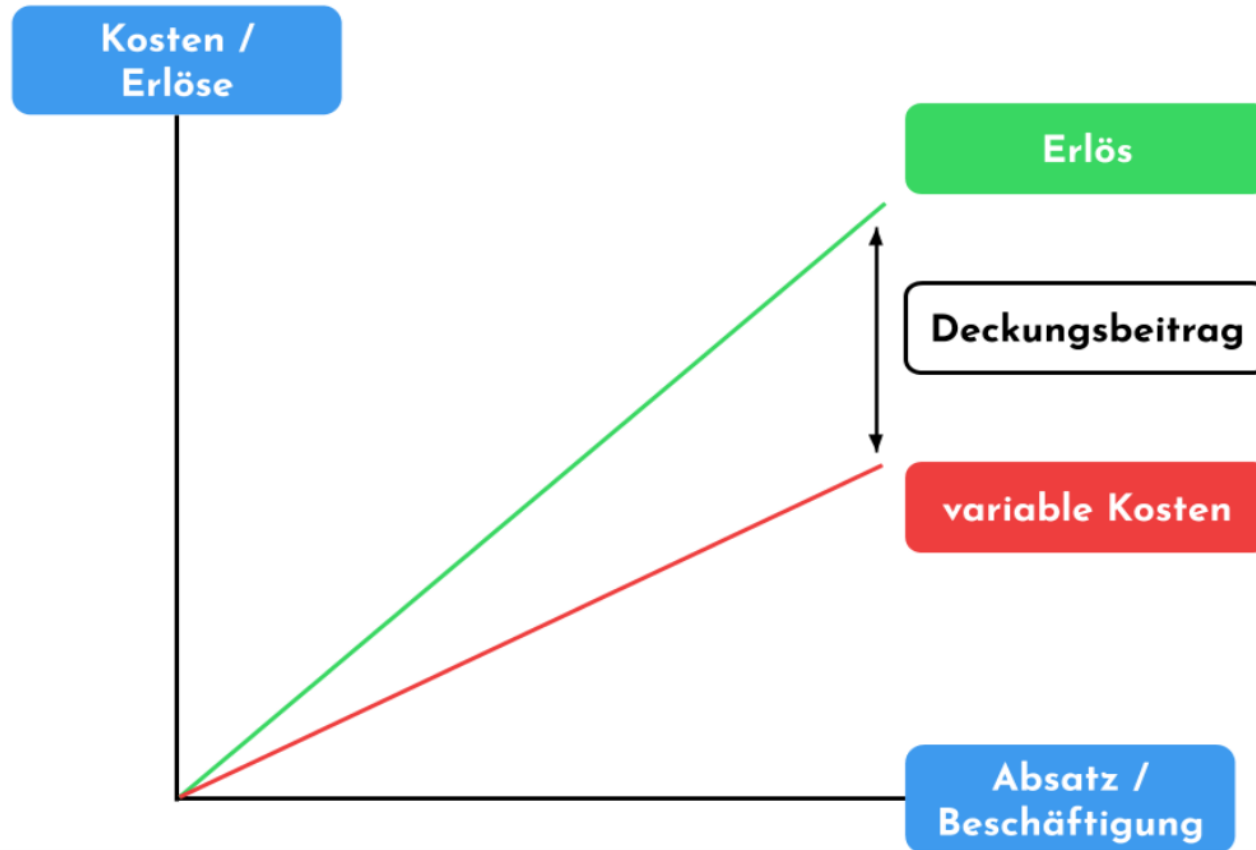 Kosten /
Erlöse
Erlös
Deckungsbeitrag
variable Kosten
Absatz /
Beschäftigung